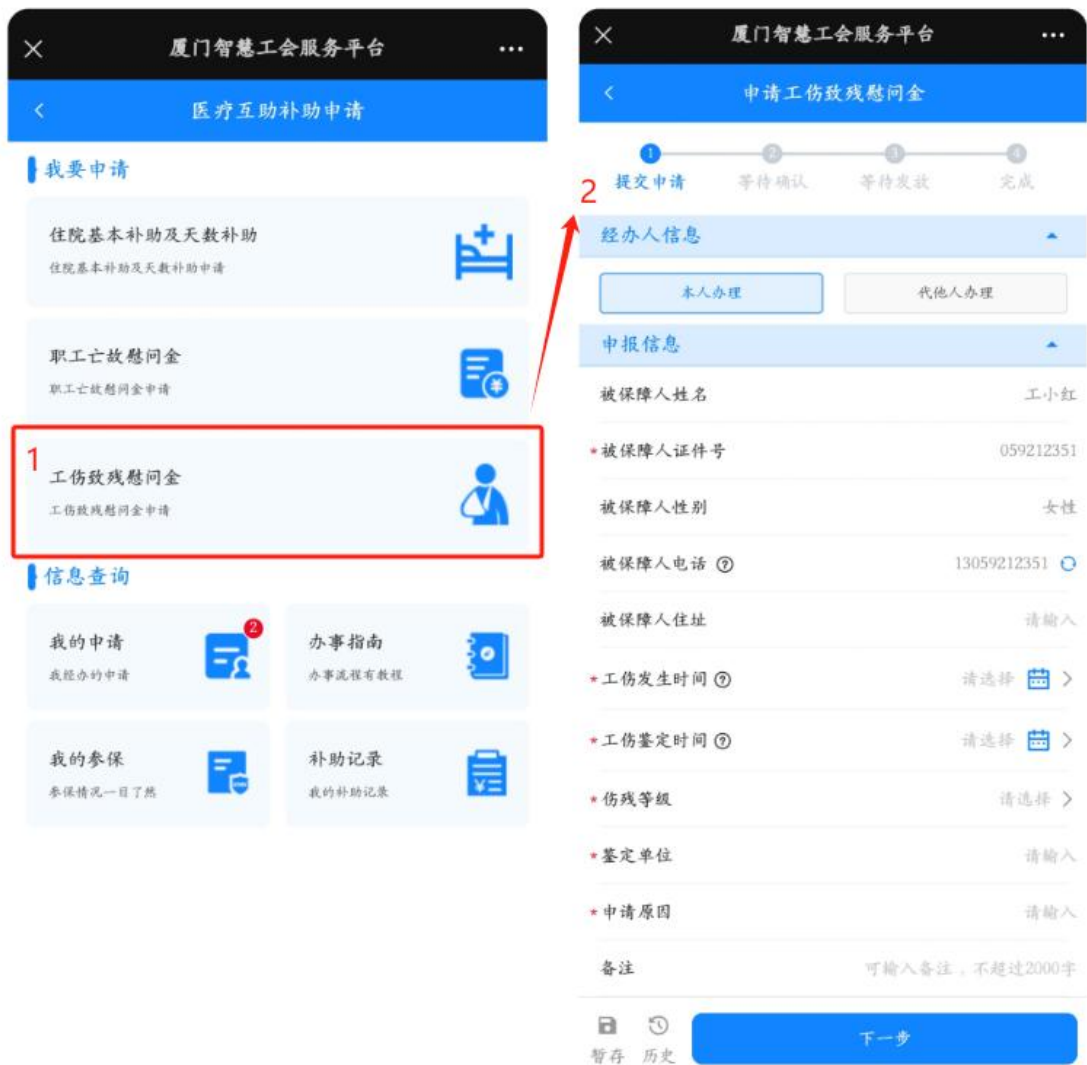 厦门智慧工会服务平台
医疗互助补助申请
我要申请
住院基本补助及天数补助
住院基本补助及天数补助申请
职工亡故慰问金
职工亡故慰问金申请
1
工伤致残慰问金
工伤致残慰问金申请
信息查询
我的申请
2
我经办的申请
办事指南
办事流程有教程
我的参保
参保情况一目了然
补助记录
我的补助记录
2
厦门智慧工会服务平台
申请工伤致残慰问金
1 2 3 4
提交申请 等待确认 等待发放 完成
经办人信息
本人办理 代他人办理
申报信息
被保障人姓名 工小红
*被保障人证件号 059212351
被保障人性别 女性
被保障人电话 ? 13059212351
被保障人住址 请输入
*工伤发生时间 ? 请选择 >
*工伤鉴定时间 ? 请选择 >
*伤残等级 请选择 >
*鉴定单位 请输入
*申请原因 请输入
备注 可输入备注,不超过2000字
暂存 历史 下一步